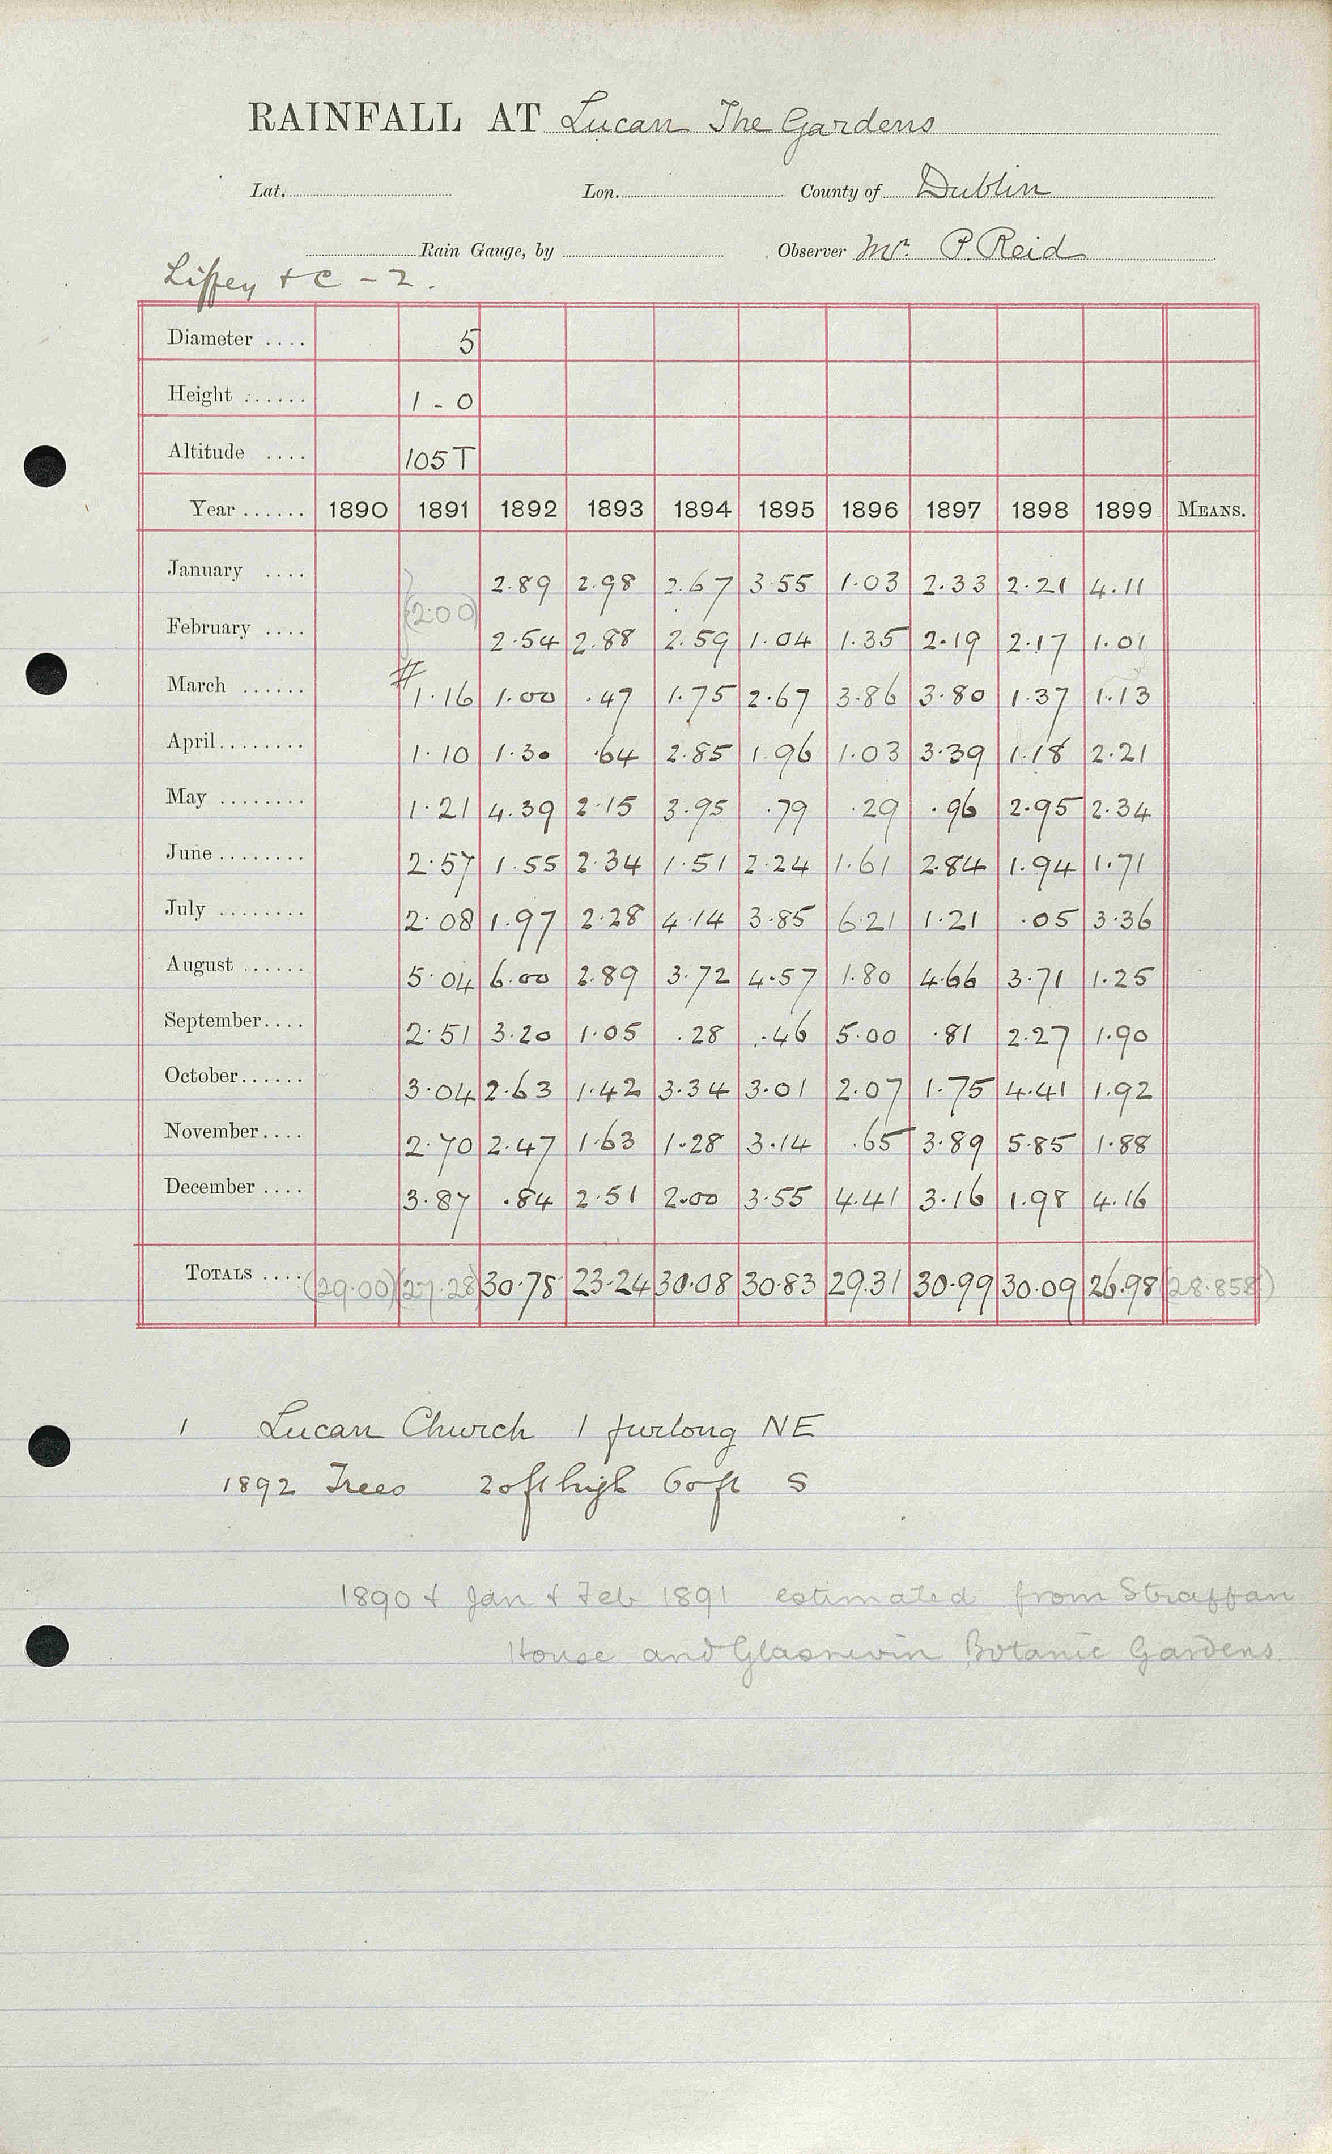 RAINFALL AT Lucan The Gardens
Lat. Lon. County of Dublin
Rain Gauge, by Observer Mr. P. Reid
Liffey + C - 2.
Diameter .... 5
Height ...... 1 - 0
Altitude .... 105 T
Year ...... 1890 1891 1892 1893 1894 1895 1896 1897 1898 1899 MEANS.
January .... 2.89 2.98 2.67 3.55 1.03 2.33 2.21 4.11
(2.00)
February .... 2.54 2.88 2.59 1.04 1.35 2.19 2.17 1.01
March ...... # 1.16 1.00 .47 1.75 2.67 3.86 3.80 1.37 1.13
April........ 1.10 1.30 .64 2.85 1.96 1.03 3.39 1.18 2.21
May ........ 1.21 4.39 2.15 3.95 .79 .29 .96 2.95 2.34
June ........ 2.57 1.55 2.34 1.51 2.24 1.61 2.84 1.94 1.71
July ........ 2.08 1.97 2.28 4.14 3.85 6.21 1.21 .05 3.36
August ...... 5.04 6.00 2.89 3.72 4.57 1.80 4.66 3.71 1.25
September.... 2.51 3.20 1.05 .28 .46 5.00 .81 2.27 1.90
October...... 3.04 2.63 1.42 3.34 3.01 2.07 1.75 4.41 1.92
November.... 2.70 2.47 1.63 1.28 3.14 .65 3.89 5.85 1.88
December .... 3.87 .84 2.51 2.00 3.55 4.41 3.16 1.98 4.16
TOTALS .... (29.00) (27.28) 30.78 23.24 30.08 30.83 29.31 30.99 30.09 26.98 (28.858)
1 Lucan Church 1 furlong NE
1892 Trees 20ft high 60ft S
1890 & Jan & Feb 1891 estimated from Straffan
House and Glasnevin Botanic Gardens